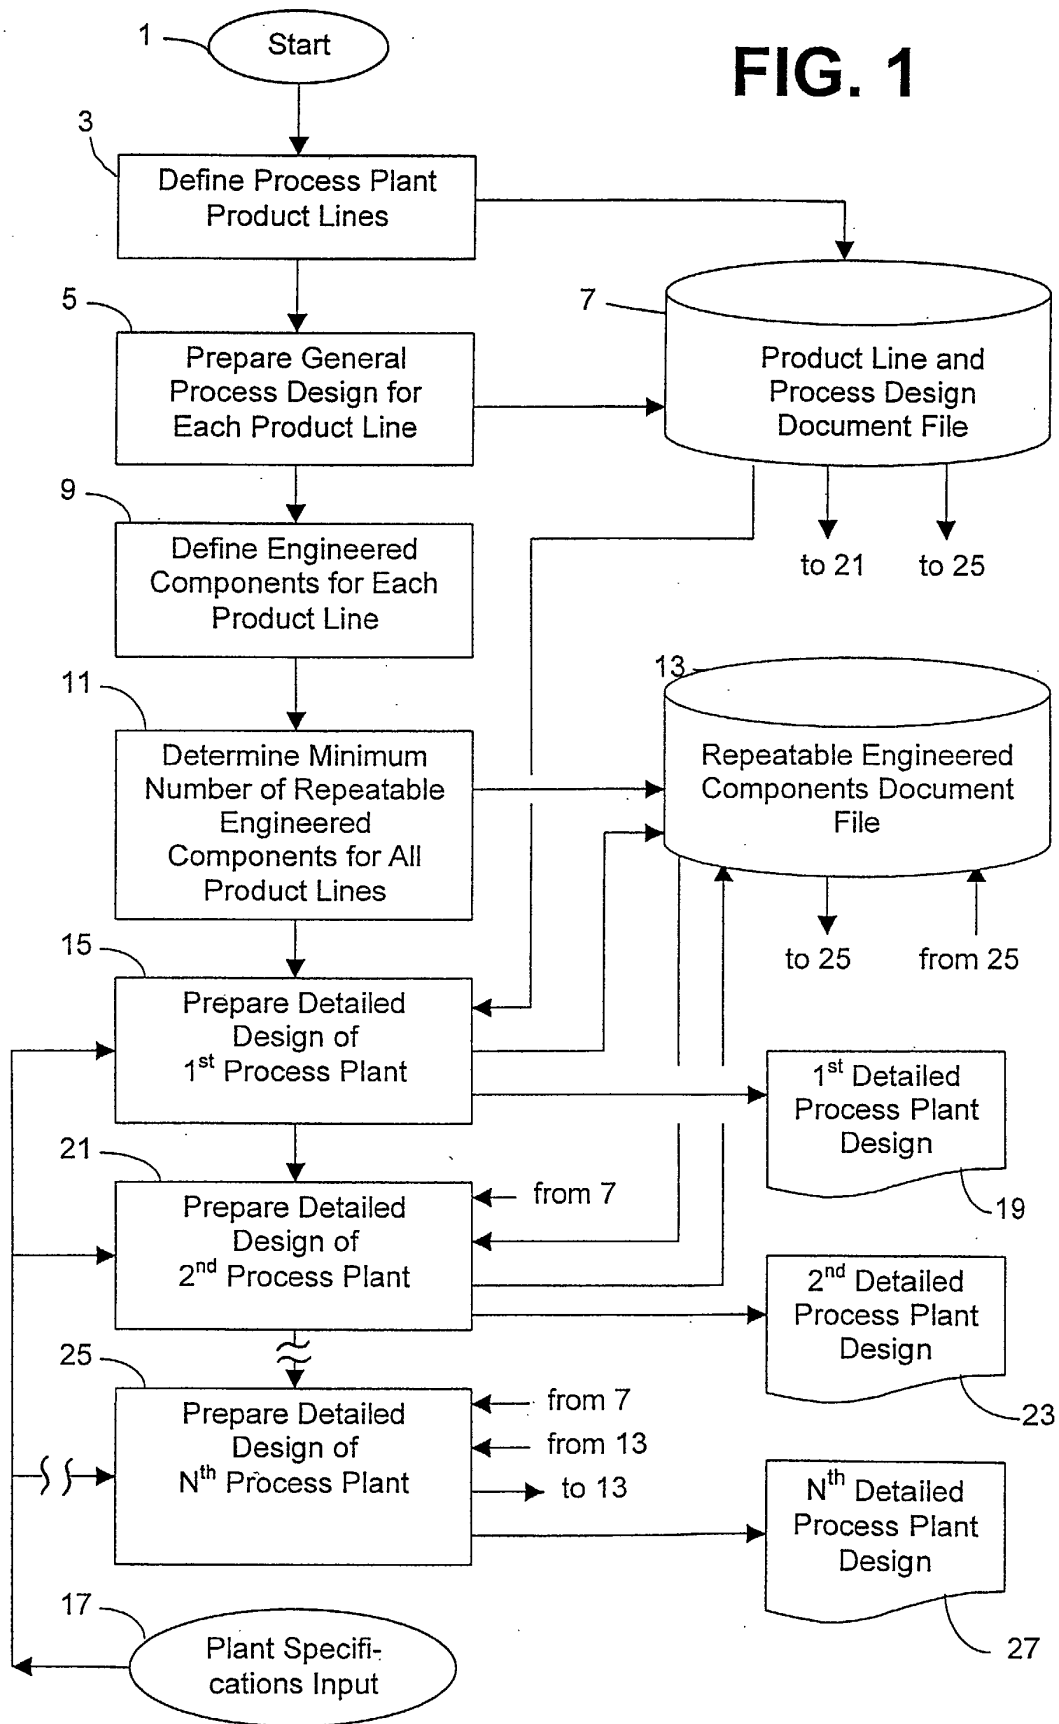 1
Start
FIG. 1
3
Define Process Plant
Product Lines
5
Prepare General
Process Design for
Each Product Line
7
Product Line and
Process Design
Document File
to 21
to 25
9
Define Engineered
Components for Each
Product Line
11
Determine Minimum
Number of Repeatable
Engineered
Components for All
Product Lines
13
Repeatable Engineered
Components Document
File
to 25
from 25
15
Prepare Detailed
Design of
1st Process Plant
1st Detailed
Process Plant
Design
19
21
Prepare Detailed
Design of
2nd Process Plant
from 7
2nd Detailed
Process Plant
Design
23
25
Prepare Detailed
Design of
Nth Process Plant
from 7
from 13
to 13
Nth Detailed
Process Plant
Design
27
17
Plant Specifi-
cations Input